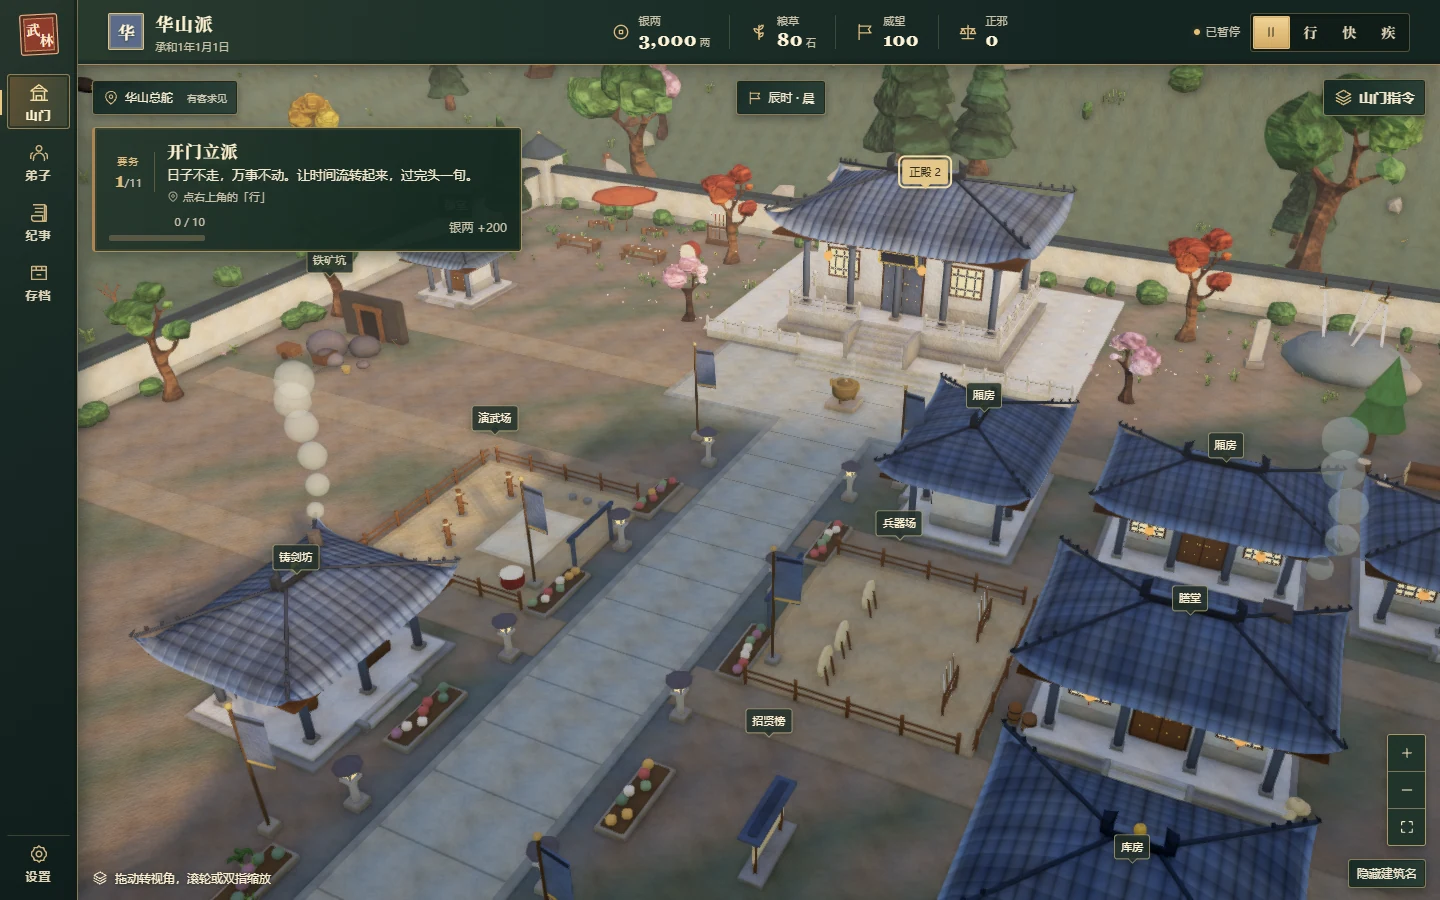 武林
华
华山派
承和1年1月1日
银两
3,000 两
粮草
80 石
威望
100
正邪
0
已暂停
行
快
疾
山门
弟子
纪事
存档
设置
华山总舵 有客求见
辰时·晨
山门指令
要务
1/11
开门立派
日子不走，万事不动。让时间流转起来，过完头一旬。
点右上角的「行」
0 / 10
银两 +200
正殿 2
铁矿坑
演武场
厢房
厢房
兵器场
铸剑坊
膳堂
招贤榜
库房
拖动转视角，滚轮或双指缩放
隐藏建筑名